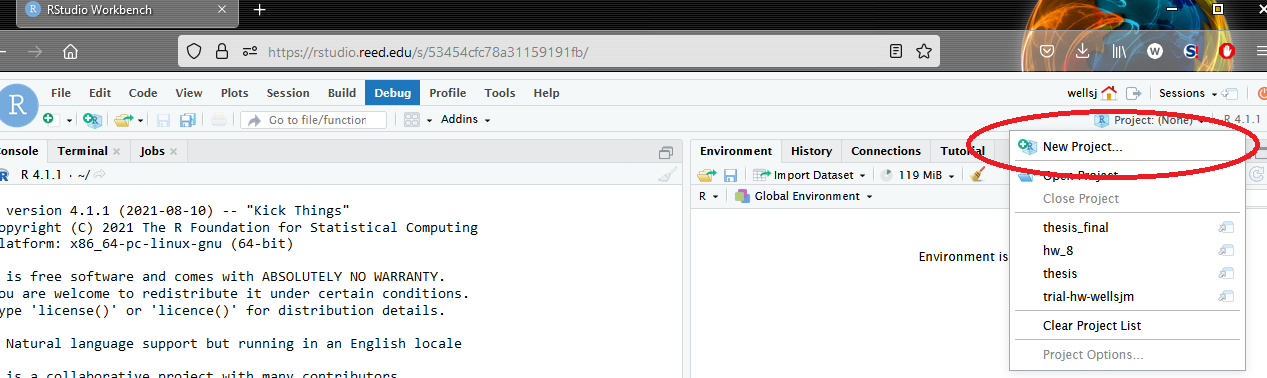 RStudio Workbench
https://rstudio.reed.edu/s/53454cfc78a31159191fb/
File Edit Code View Plots Session Build Debug Profile Tools Help
wellsj Sessions
Go to file/function Addins
Project: (None) R 4.1.1
Console Terminal Jobs
Environment History Connections Tutorial
R 4.1.1 · ~/
Import Dataset 119 MiB
R Global Environment
version 4.1.1 (2021-08-10) -- "Kick Things"
opyright (C) 2021 The R Foundation for Statistical Computing
latform: x86_64-pc-linux-gnu (64-bit)
is free software and comes with ABSOLUTELY NO WARRANTY.
ou are welcome to redistribute it under certain conditions.
ype 'license()' or 'licence()' for distribution details.
Natural language support but running in an English locale
is a collaborative project with many contributors
Environment is
New Project...
Open Project
Close Project
thesis_final
hw_8
thesis
trial-hw-wellsjm
Clear Project List
Project Options...